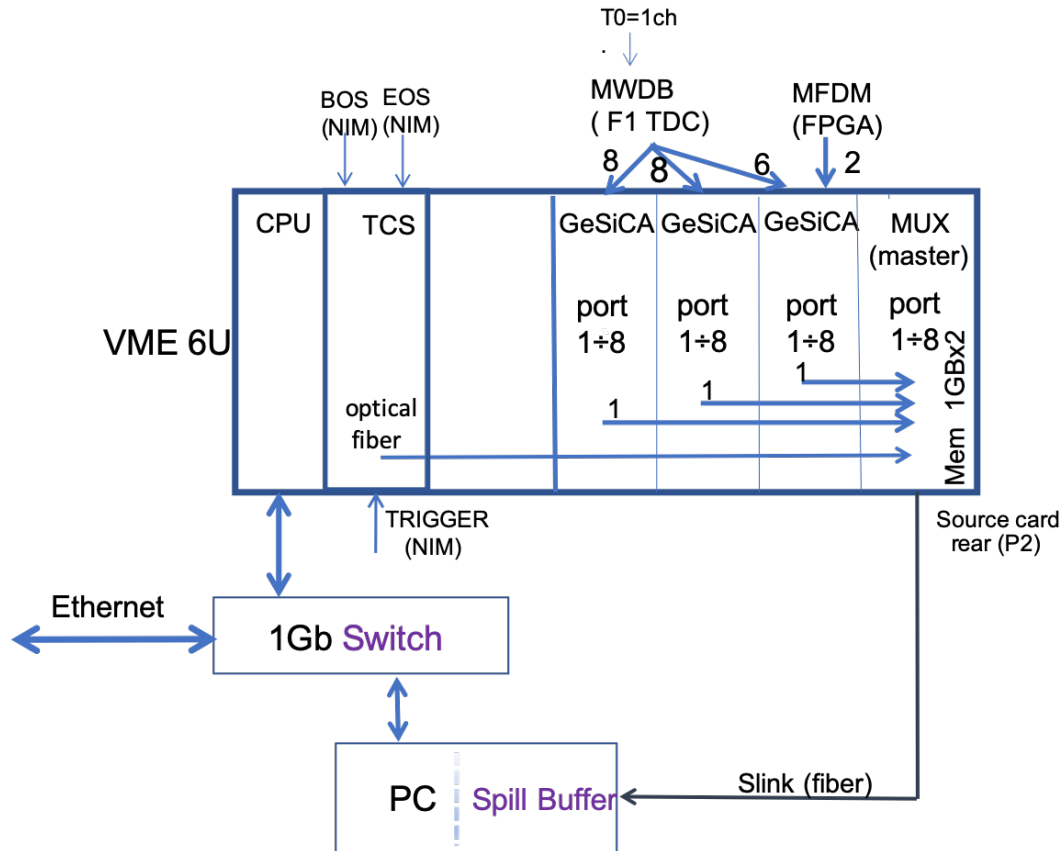 T0=1ch
.
MWDB
( F1 TDC)
MFDM
(FPGA)
BOS
(NIM)
EOS
(NIM)
8
8
6
2
CPU
TCS
GeSiCA
GeSiCA
GeSiCA
MUX
(master)
VME 6U
port
1÷8
port
1÷8
port
1÷8
port
1÷8
Mem 1GBx2
1
1
1
optical
fiber
TRIGGER
(NIM)
Source card
rear (P2)
Ethernet
1Gb Switch
PC
Spill Buffer
Slink (fiber)